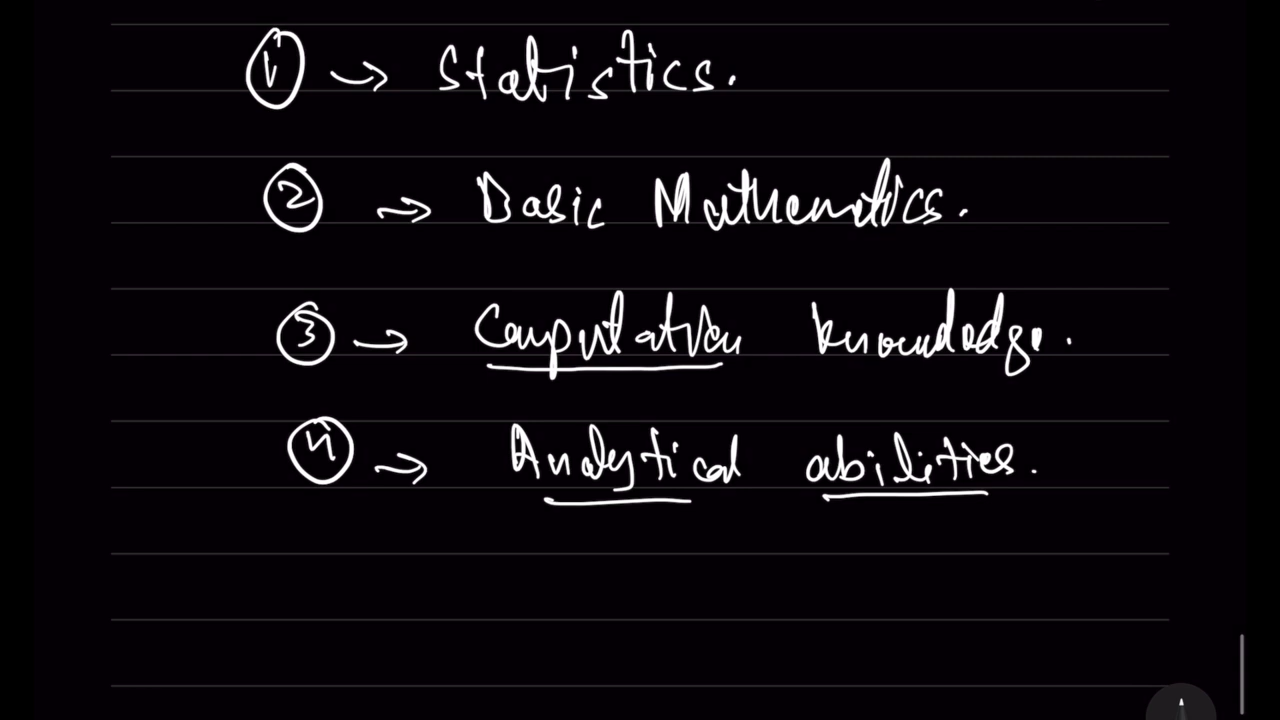 ① → Statistics.
② → Basic Mathematics.
③ → Computation knowledge.
④ → Analytical abilities.